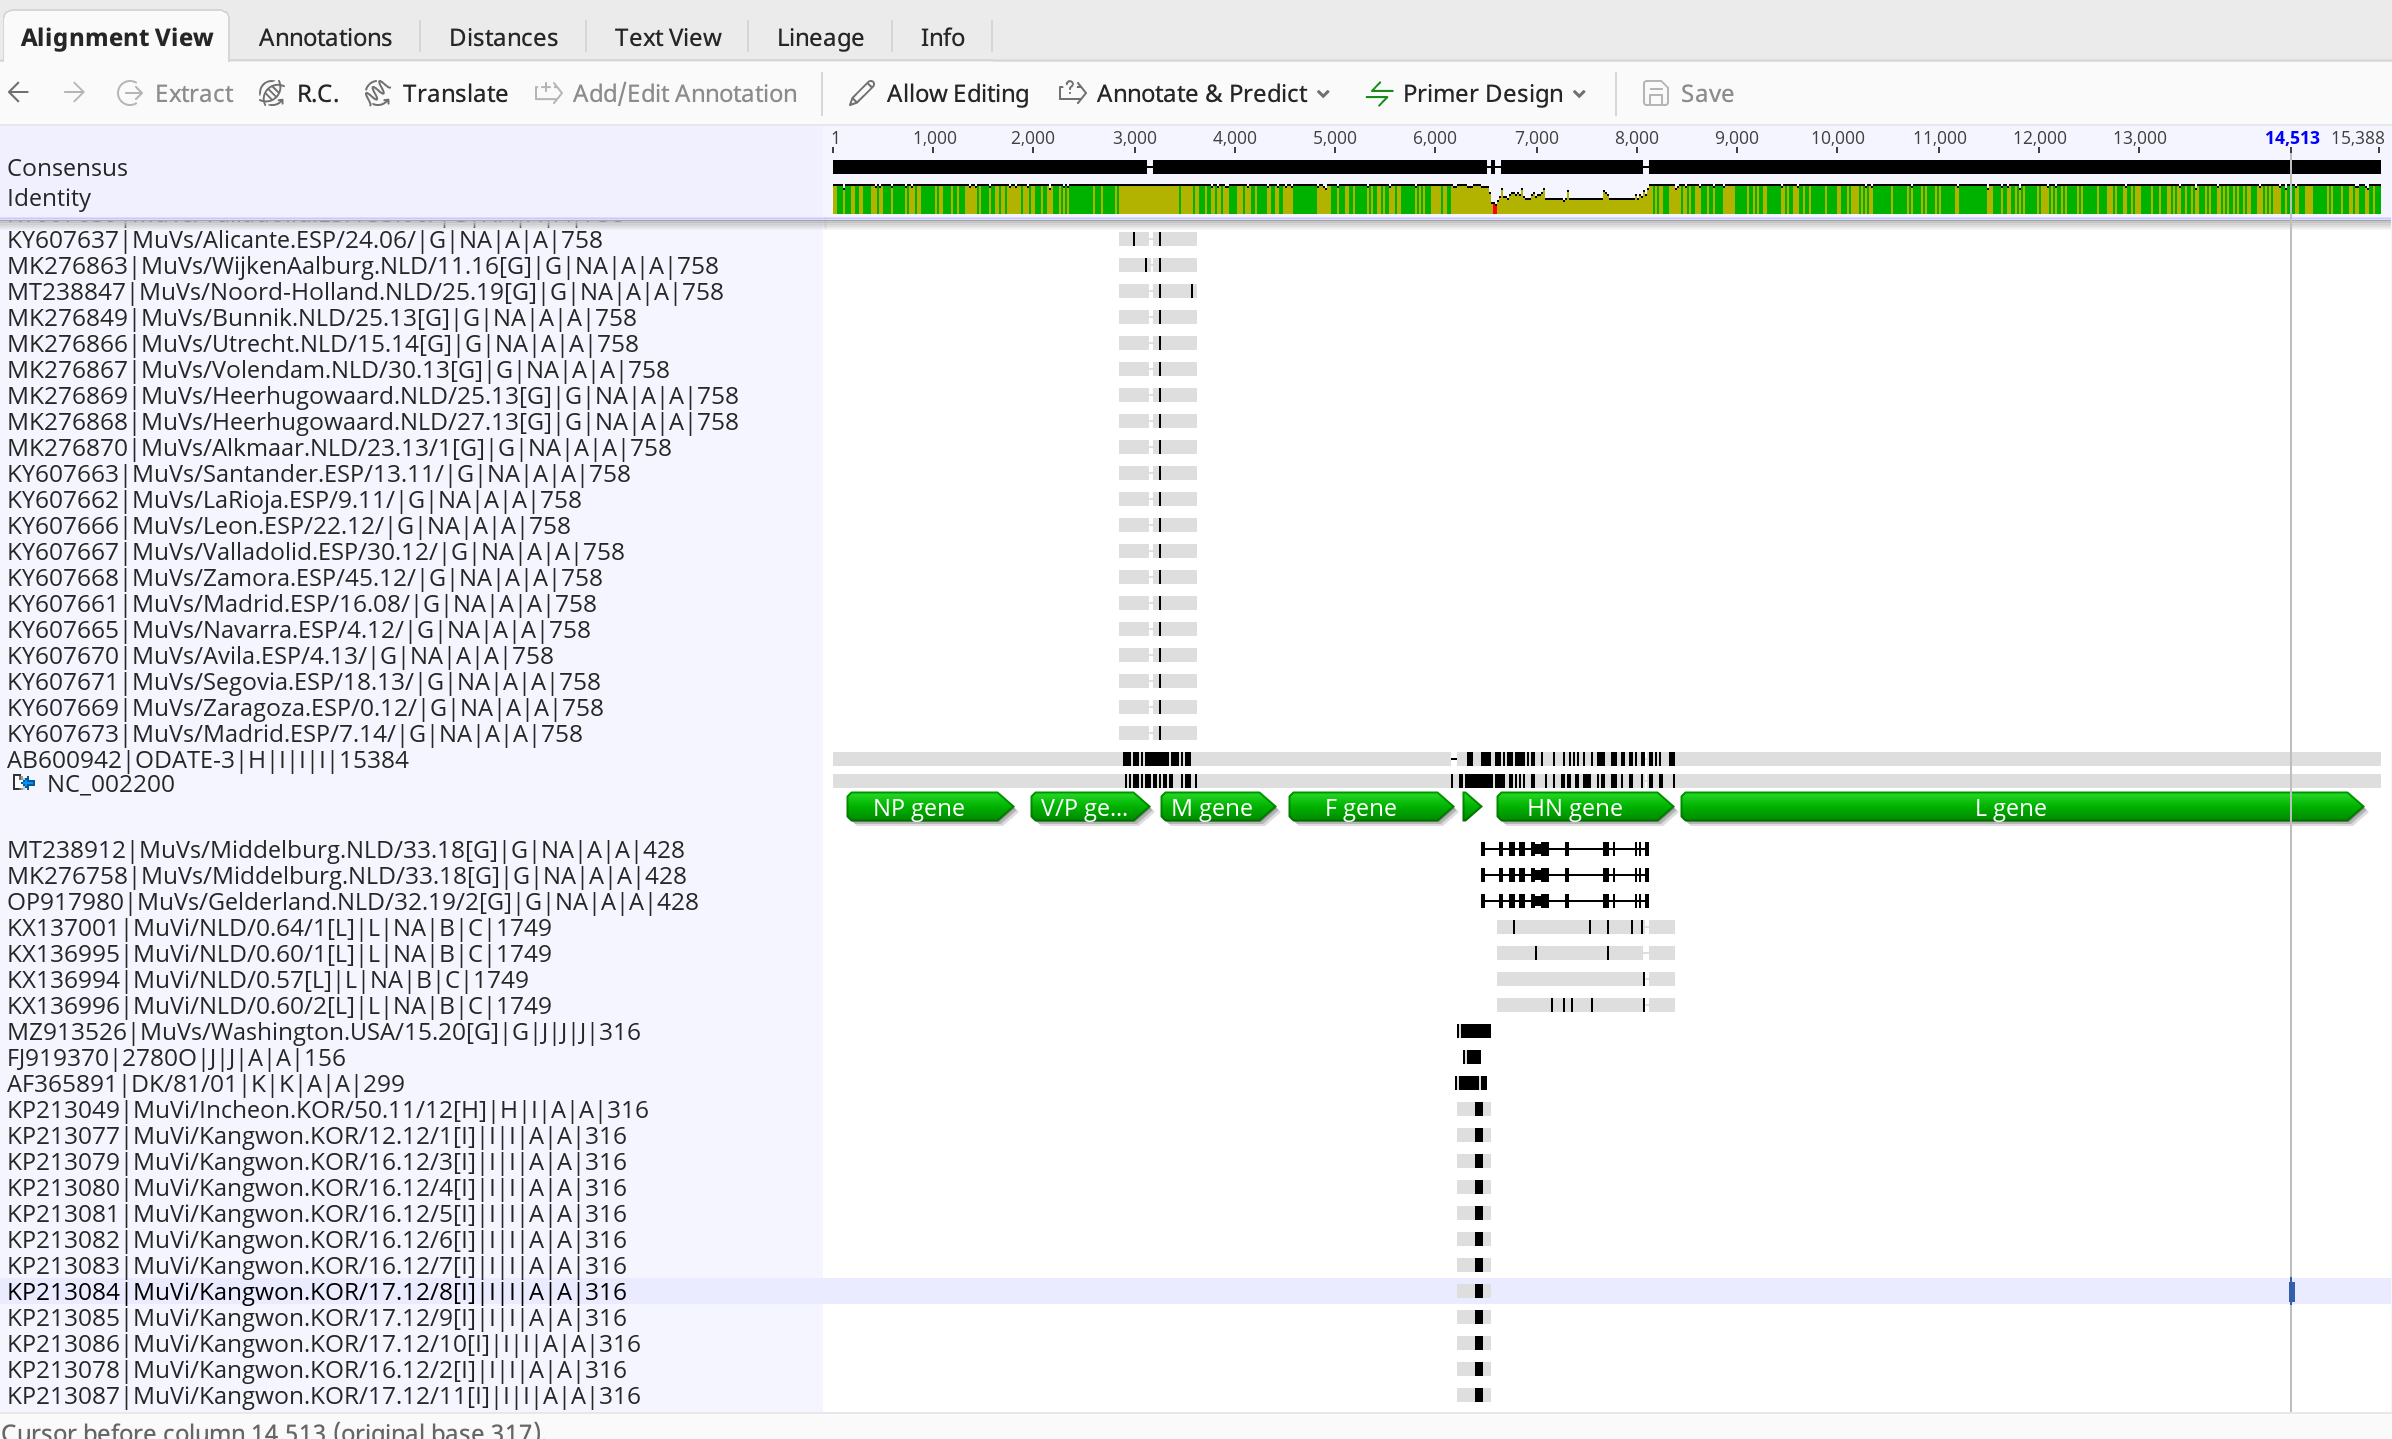 Alignment View Annotations Distances Text View Lineage Info
Extract R.C. Translate Add/Edit Annotation Allow Editing Annotate & Predict Primer Design Save
1 1,000 2,000 3,000 4,000 5,000 6,000 7,000 8,000 9,000 10,000 11,000 12,000 13,000 14,513 15,388
Consensus
Identity
KY607637|MuVs/Alicante.ESP/24.06/|G|NA|A|A|758
MK276863|MuVs/WijkenAalburg.NLD/11.16[G]|G|NA|A|A|758
MT238847|MuVs/Noord-Holland.NLD/25.19[G]|G|NA|A|A|758
MK276849|MuVs/Bunnik.NLD/25.13[G]|G|NA|A|A|758
MK276866|MuVs/Utrecht.NLD/15.14[G]|G|NA|A|A|758
MK276867|MuVs/Volendam.NLD/30.13[G]|G|NA|A|A|758
MK276869|MuVs/Heerhugowaard.NLD/25.13[G]|G|NA|A|A|758
MK276868|MuVs/Heerhugowaard.NLD/27.13[G]|G|NA|A|A|758
MK276870|MuVs/Alkmaar.NLD/23.13/1[G]|G|NA|A|A|758
KY607663|MuVs/Santander.ESP/13.11/|G|NA|A|A|758
KY607662|MuVs/LaRioja.ESP/9.11/|G|NA|A|A|758
KY607666|MuVs/Leon.ESP/22.12/|G|NA|A|A|758
KY607667|MuVs/Valladolid.ESP/30.12/|G|NA|A|A|758
KY607668|MuVs/Zamora.ESP/45.12/|G|NA|A|A|758
KY607661|MuVs/Madrid.ESP/16.08/|G|NA|A|A|758
KY607665|MuVs/Navarra.ESP/4.12/|G|NA|A|A|758
KY607670|MuVs/Avila.ESP/4.13/|G|NA|A|A|758
KY607671|MuVs/Segovia.ESP/18.13/|G|NA|A|A|758
KY607669|MuVs/Zaragoza.ESP/0.12/|G|NA|A|A|758
KY607673|MuVs/Madrid.ESP/7.14/|G|NA|A|A|758
AB600942|ODATE-3|H|I|I|I|15384
NC_002200
NP gene V/P ge... M gene F gene HN gene L gene
MT238912|MuVs/Middelburg.NLD/33.18[G]|G|NA|A|A|428
MK276758|MuVs/Middelburg.NLD/33.18[G]|G|NA|A|A|428
OP917980|MuVs/Gelderland.NLD/32.19/2[G]|G|NA|A|A|428
KX137001|MuVi/NLD/0.64/1[L]|L|NA|B|C|1749
KX136995|MuVi/NLD/0.60/1[L]|L|NA|B|C|1749
KX136994|MuVi/NLD/0.57[L]|L|NA|B|C|1749
KX136996|MuVi/NLD/0.60/2[L]|L|NA|B|C|1749
MZ913526|MuVs/Washington.USA/15.20[G]|G|J|J|J|316
FJ919370|2780O|J|J|A|A|156
AF365891|DK/81/01|K|K|A|A|299
KP213049|MuVi/Incheon.KOR/50.11/12[H]|H|I|A|A|316
KP213077|MuVi/Kangwon.KOR/12.12/1[I]|I|I|A|A|316
KP213079|MuVi/Kangwon.KOR/16.12/3[I]|I|I|A|A|316
KP213080|MuVi/Kangwon.KOR/16.12/4[I]|I|I|A|A|316
KP213081|MuVi/Kangwon.KOR/16.12/5[I]|I|I|A|A|316
KP213082|MuVi/Kangwon.KOR/16.12/6[I]|I|I|A|A|316
KP213083|MuVi/Kangwon.KOR/16.12/7[I]|I|I|A|A|316
KP213084|MuVi/Kangwon.KOR/17.12/8[I]|I|I|A|A|316
KP213085|MuVi/Kangwon.KOR/17.12/9[I]|I|I|A|A|316
KP213086|MuVi/Kangwon.KOR/17.12/10[I]|I|I|A|A|316
KP213078|MuVi/Kangwon.KOR/16.12/2[I]|I|I|A|A|316
KP213087|MuVi/Kangwon.KOR/17.12/11[I]|I|I|A|A|316
Cursor before column 14,513 (original base 317)